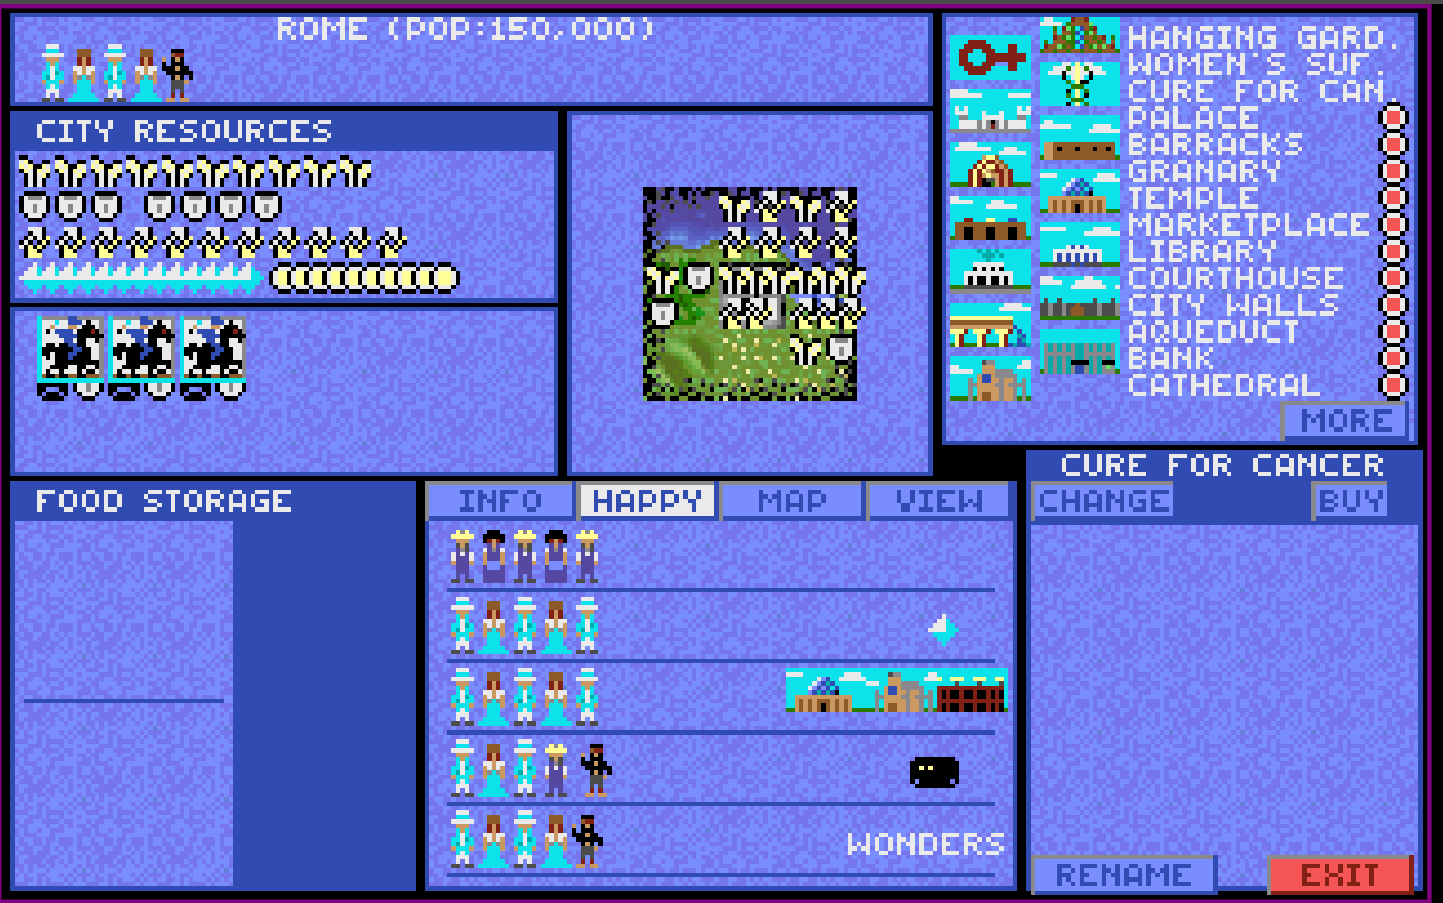 ROME (POP:150,000)
CITY RESOURCES
HANGING GARD.
WOMEN'S SUF.
CURE FOR CAN.
PALACE
BARRACKS
GRANARY
TEMPLE
MARKETPLACE
LIBRARY
COURTHOUSE
CITY WALLS
AQUEDUCT
BANK
CATHEDRAL
MORE
FOOD STORAGE
INFO HAPPY MAP VIEW
WONDERS
CURE FOR CANCER
CHANGE BUY
RENAME EXIT